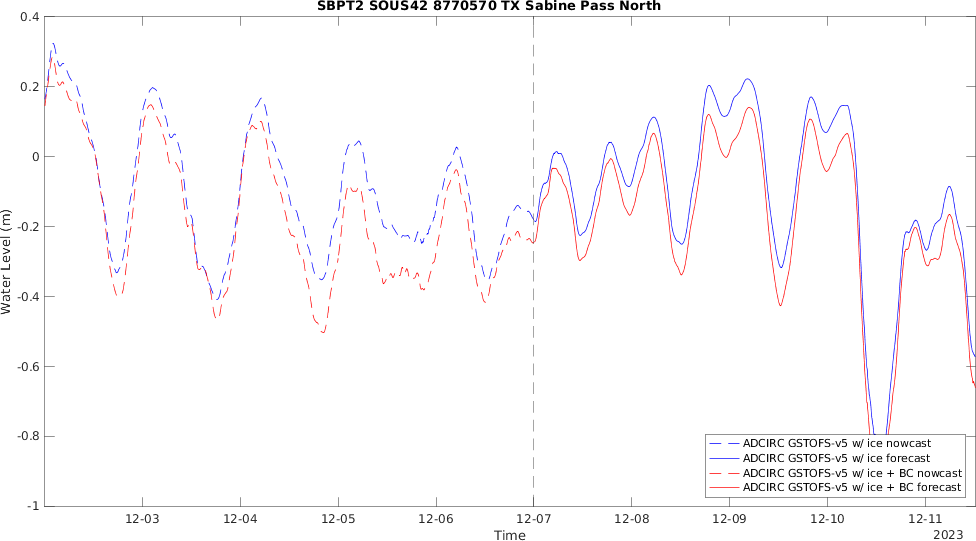 SBPT2 SOUS42 8770570 TX Sabine Pass North
0.4
0.2
0
-0.2
-0.4
-0.6
-0.8
-1
Water Level (m)
12-03 12-04 12-05 12-06 12-07 12-08 12-09 12-10 12-11
Time
2023
ADCIRC GSTOFS-v5 w/ ice nowcast
ADCIRC GSTOFS-v5 w/ ice forecast
ADCIRC GSTOFS-v5 w/ ice + BC nowcast
ADCIRC GSTOFS-v5 w/ ice + BC forecast